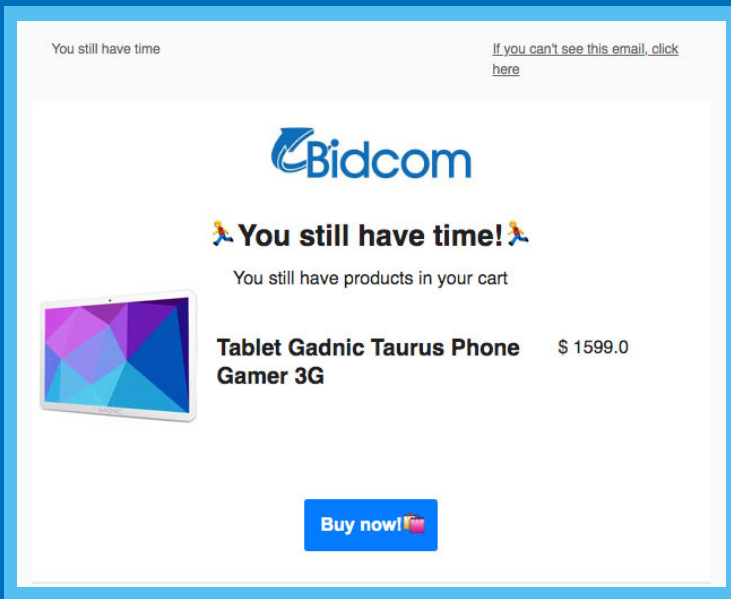 You still have time
If you can't see this email, click
here
Bidcom
🏃You still have time!🏃
You still have products in your cart
Tablet Gadnic Taurus Phone
Gamer 3G
$ 1599.0
GADNIC
Buy now!🛍️